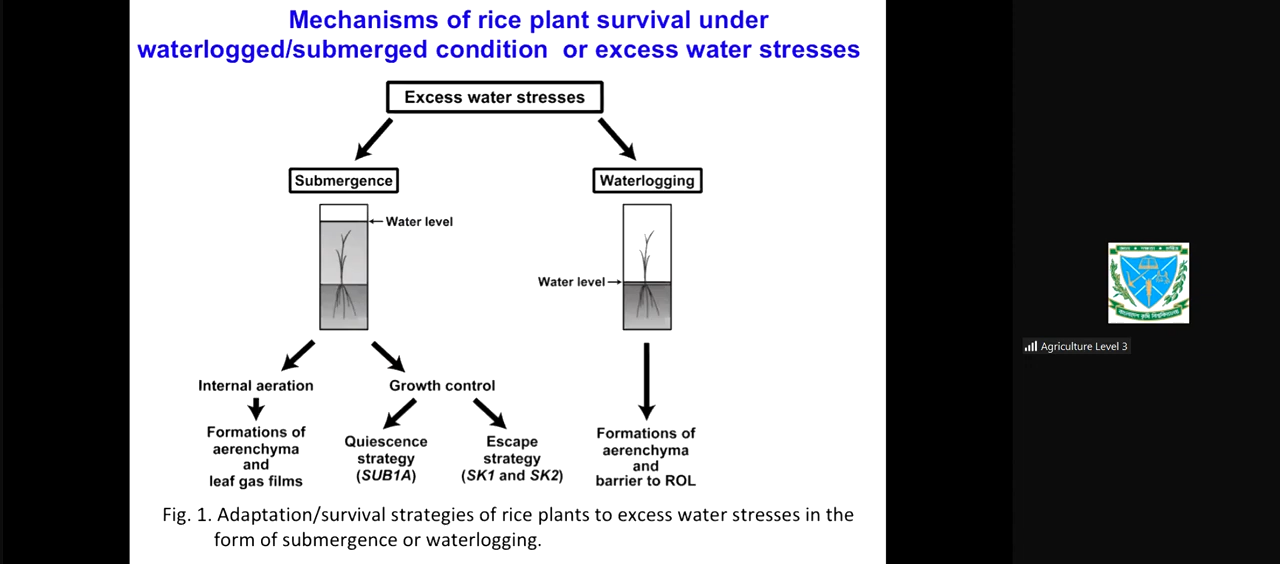 Mechanisms of rice plant survival under
waterlogged/submerged condition or excess water stresses
Excess water stresses
Submergence
Waterlogging
Water level
Water level
Internal aeration
Growth control
Formations of
aerenchyma
and
leaf gas films
Quiescence
strategy
(SUB1A)
Escape
strategy
(SK1 and SK2)
Formations of
aerenchyma
and
barrier to ROL
Fig. 1. Adaptation/survival strategies of rice plants to excess water stresses in the
form of submergence or waterlogging.
Agriculture Level 3